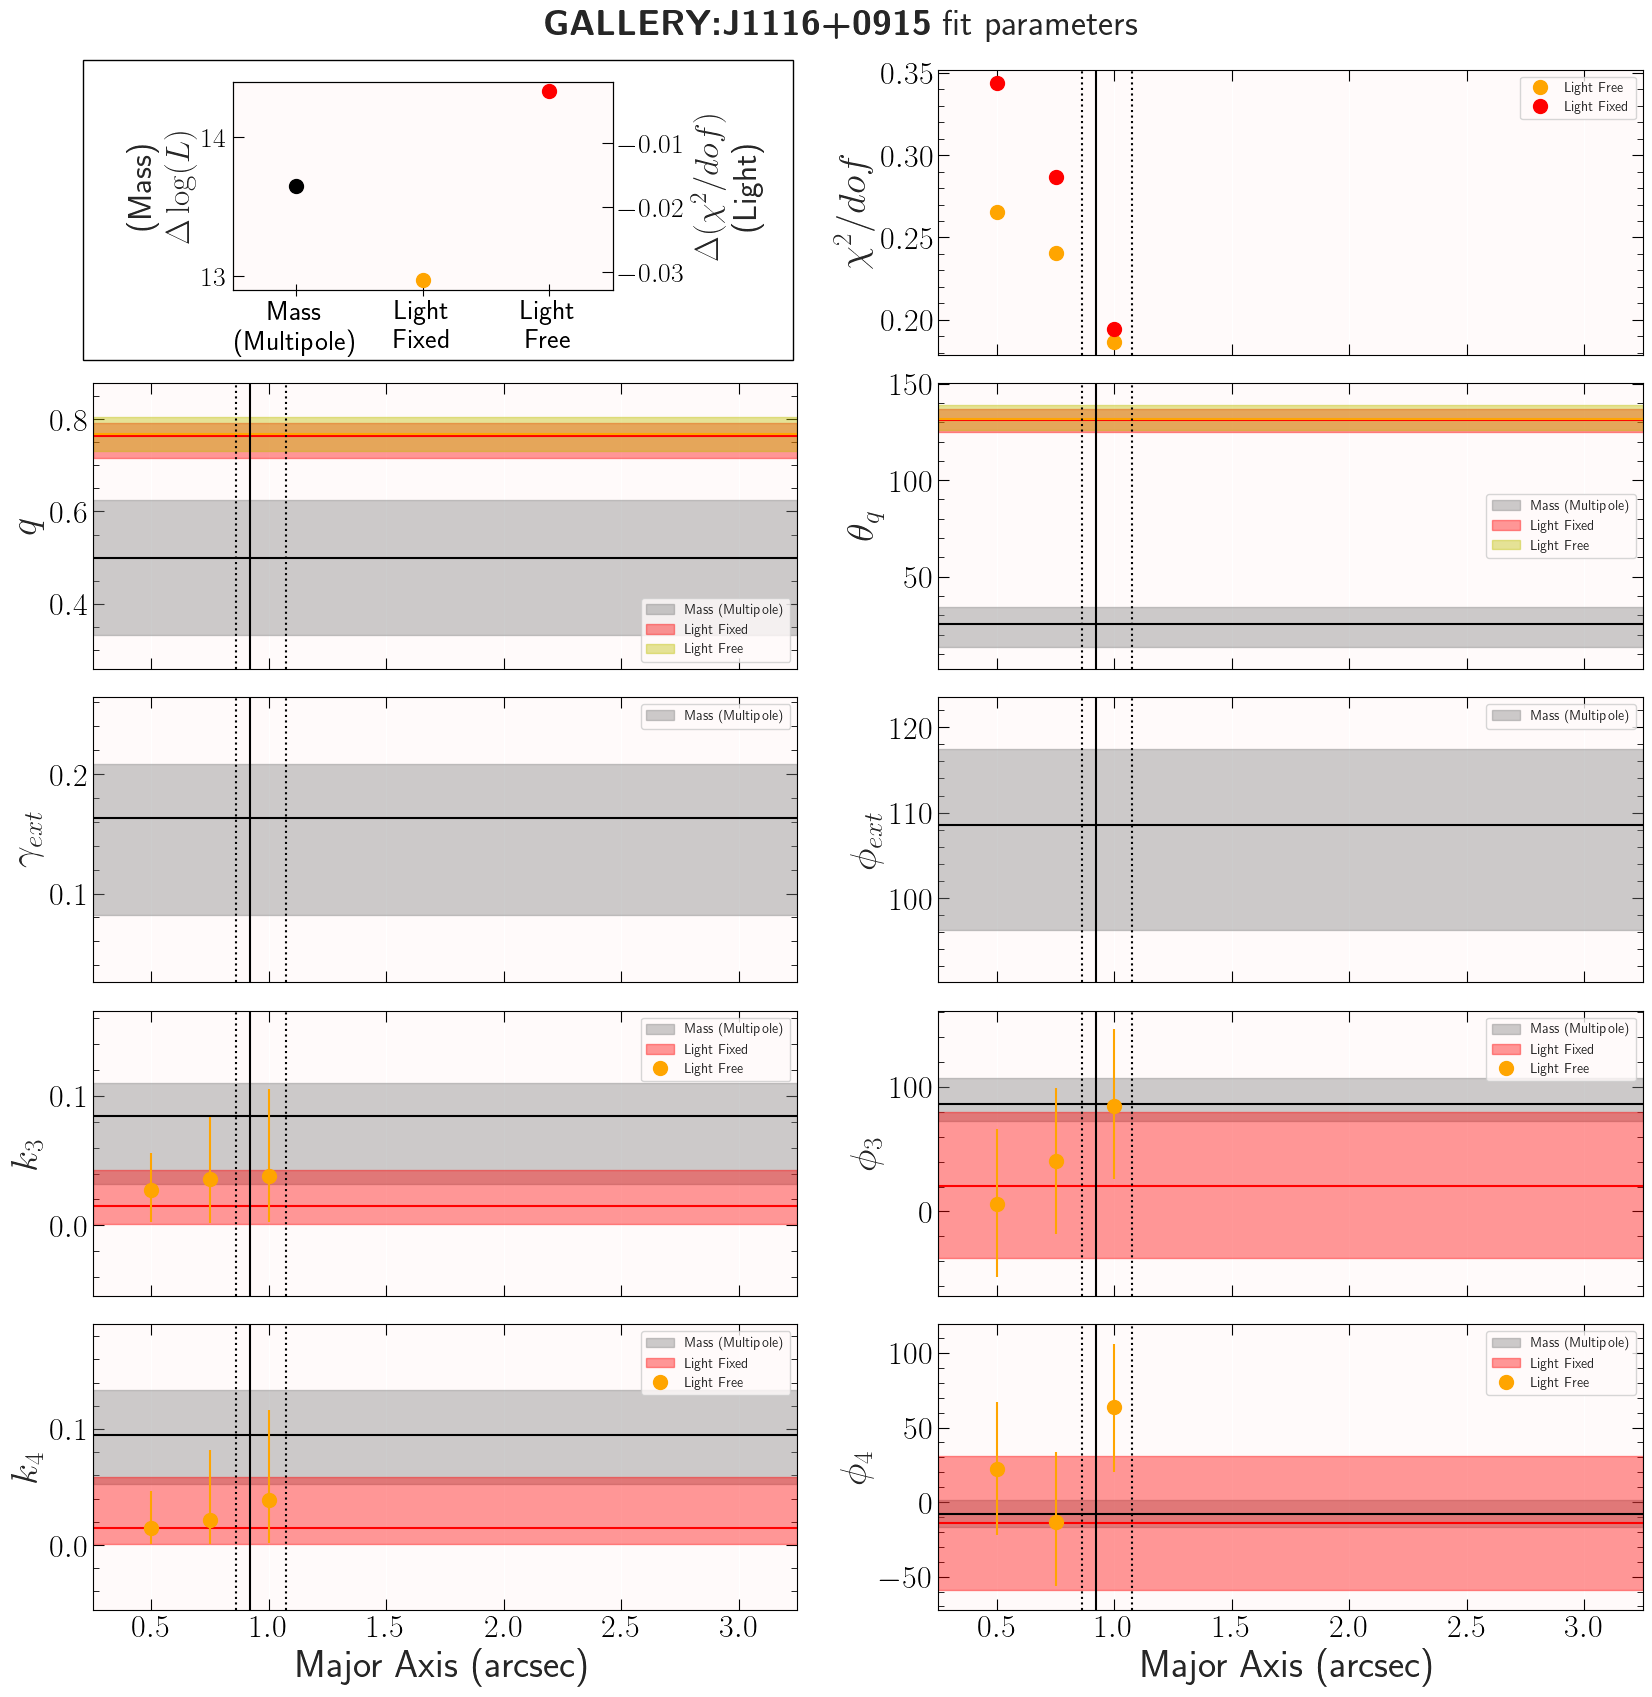 GALLERY:J1116+0915 fit parameters
(Mass)
Δ log(L)
14
13
−0.01
−0.02
−0.03
Δ(χ²/dof)
(Light)
Mass
(Multipole)
Light
Fixed
Light
Free
χ²/dof
0.35
0.30
0.25
0.20
Light Free
Light Fixed
q
0.8
0.6
0.4
Mass (Multipole)
Light Fixed
Light Free
θ_q
150
100
50
Mass (Multipole)
Light Fixed
Light Free
γ_ext
0.2
0.1
Mass (Multipole)
ϕ_ext
120
110
100
Mass (Multipole)
k₃
0.1
0.0
Mass (Multipole)
Light Fixed
Light Free
ϕ₃
100
0
Mass (Multipole)
Light Fixed
Light Free
k₄
0.1
0.0
Mass (Multipole)
Light Fixed
Light Free
0.5 1.0 1.5 2.0 2.5 3.0
Major Axis (arcsec)
ϕ₄
100
50
0
−50
Mass (Multipole)
Light Fixed
Light Free
0.5 1.0 1.5 2.0 2.5 3.0
Major Axis (arcsec)